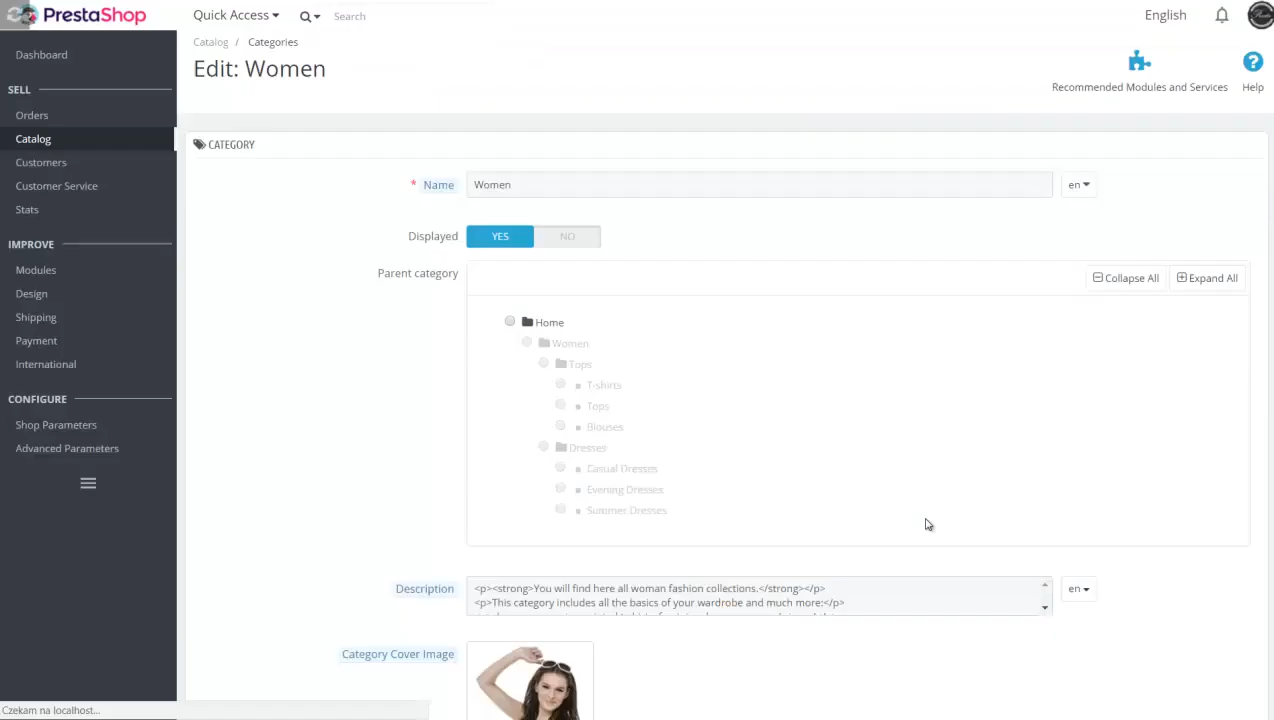 PrestaShop
Quick Access
Search
English
Dashboard
SELL
Orders
Catalog
Customers
Customer Service
Stats
IMPROVE
Modules
Design
Shipping
Payment
International
CONFIGURE
Shop Parameters
Advanced Parameters
Catalog / Categories
Edit: Women
Recommended Modules and Services
Help
CATEGORY
* Name
Women
en
Displayed
YES
NO
Parent category
Collapse All
Expand All
Home
Women
Tops
T-shirts
Tops
Blouses
Dresses
Casual Dresses
Evening Dresses
Summer Dresses
Description
<p><strong>You will find here all woman fashion collections.</strong></p>
<p>This category includes all the basics of your wardrobe and much more:</p>
en
Category Cover Image
Czekam na localhost...